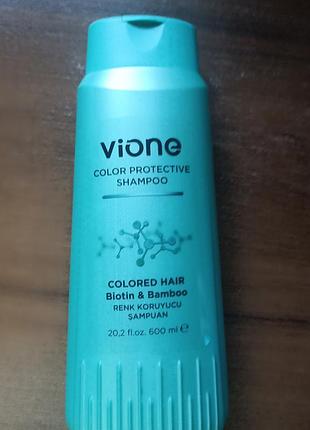 vione
COLOR PROTECTIVE
SHAMPOO
COLORED HAIR
Biotin & Bamboo
RENK KORUYUCU
ŞAMPUAN
20,2 fl.oz. 600 ml ℮